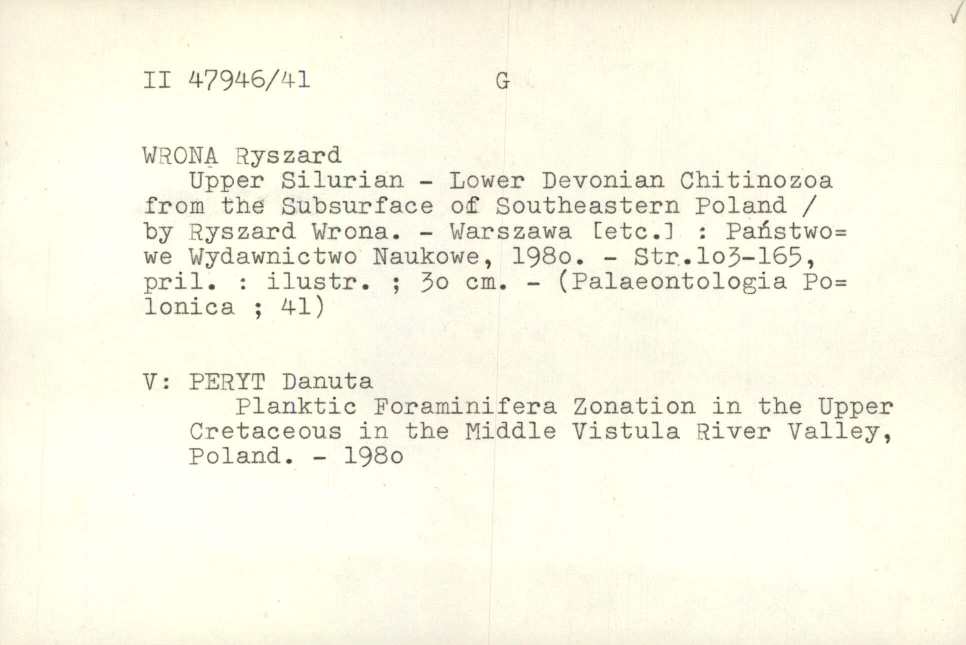 II 47946/41 G
WRONA Ryszard
Upper Silurian - Lower Devonian Chitinozoa
from the Subsurface of Southeastern Poland /
by Ryszard Wrona. - Warszawa [etc.] : Państwo=
we Wydawnictwo Naukowe, 198o. - Str.lo3-165,
pril. : ilustr. ; 3o cm. - (Palaeontologia Po=
lonica ; 41)
V: PERYT Danuta
Planktic Foraminifera Zonation in the Upper
Cretaceous in the Middle Vistula River Valley,
Poland. - 198o